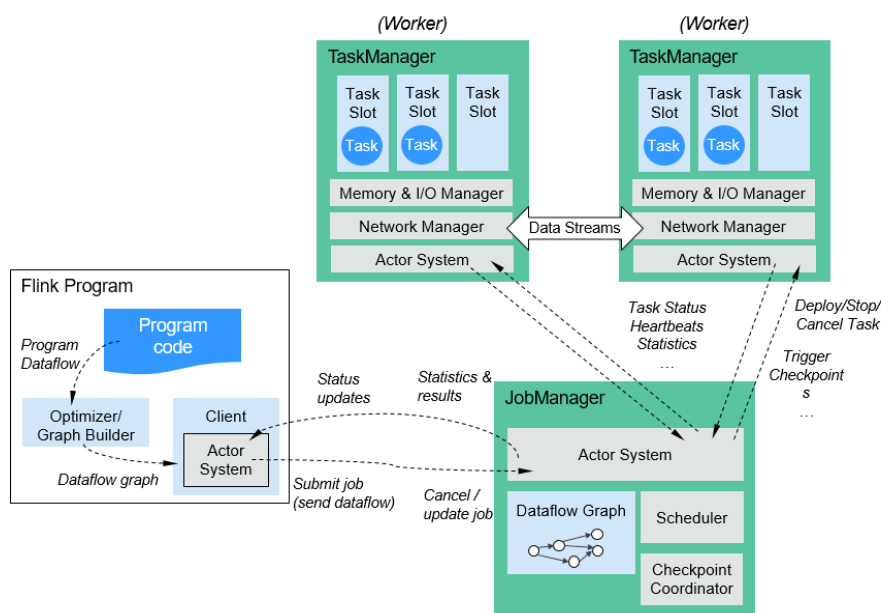 (Worker)
(Worker)
TaskManager
TaskManager
Task
Slot
Task
Task
Slot
Task
Task
Slot
Task
Slot
Task
Task
Slot
Task
Task
Slot
Memory & I/O Manager
Memory & I/O Manager
Network Manager
Data Streams
Network Manager
Actor System
Actor System
Flink Program
Program
code
Program
Dataflow
Optimizer/
Graph Builder
Client
Actor
System
Dataflow graph
Status
updates
Statistics &
results
Submit job
(send dataflow)
Cancel /
update job
Task Status
Heartbeats
Statistics
...
Deploy/Stop/
Cancel Task
Trigger
Checkpoint
s
...
JobManager
Actor System
Dataflow Graph
Scheduler
Checkpoint
Coordinator